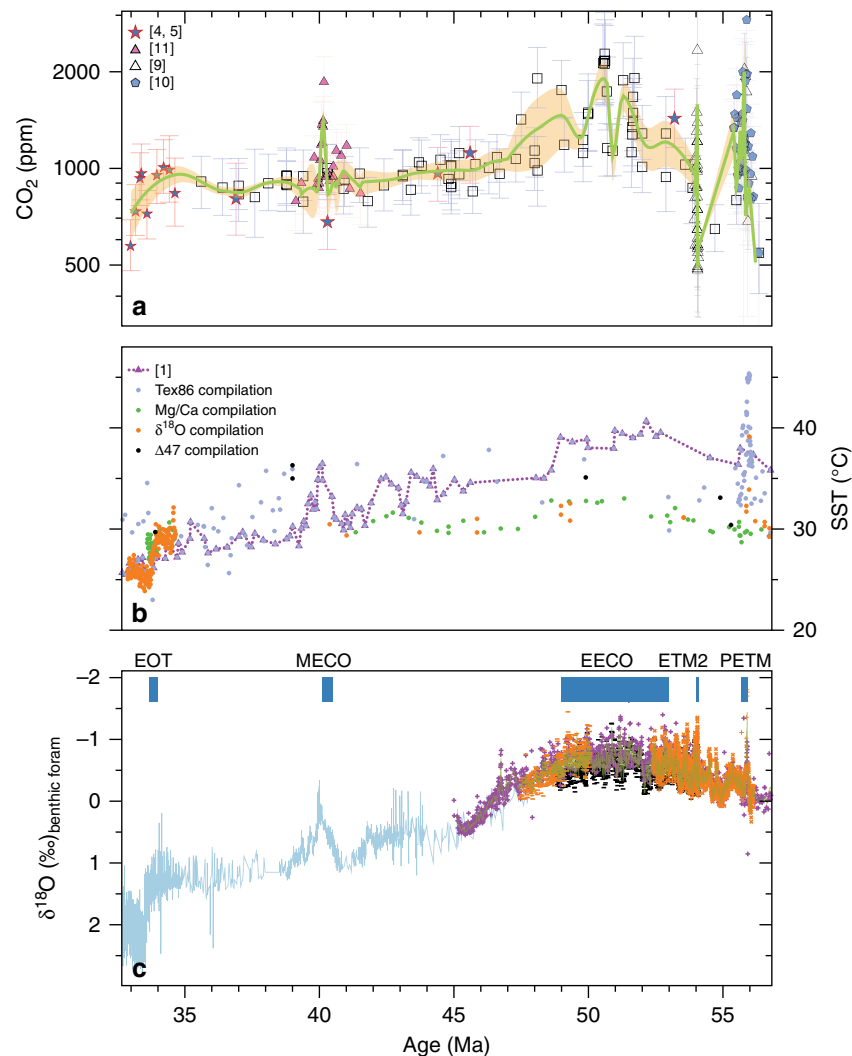 [4, 5]
[11]
[9]
[10]
2000
1000
500
CO2 (ppm)
a
[1]
Tex86 compilation
Mg/Ca compilation
δ18O compilation
Δ47 compilation
40
30
20
SST (°C)
b
EOT MECO EECO ETM2 PETM
−2
−1
0
1
2
δ18O (‰)benthic foram
c
35 40 45 50 55
Age (Ma)